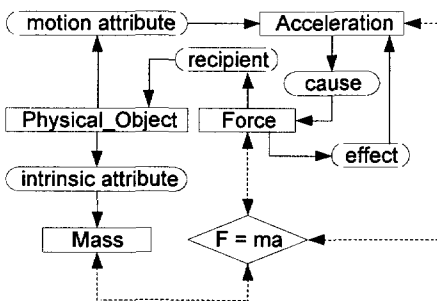 motion attribute
Acceleration
recipient
cause
Physical_Object
Force
effect
intrinsic attribute
Mass
F = ma